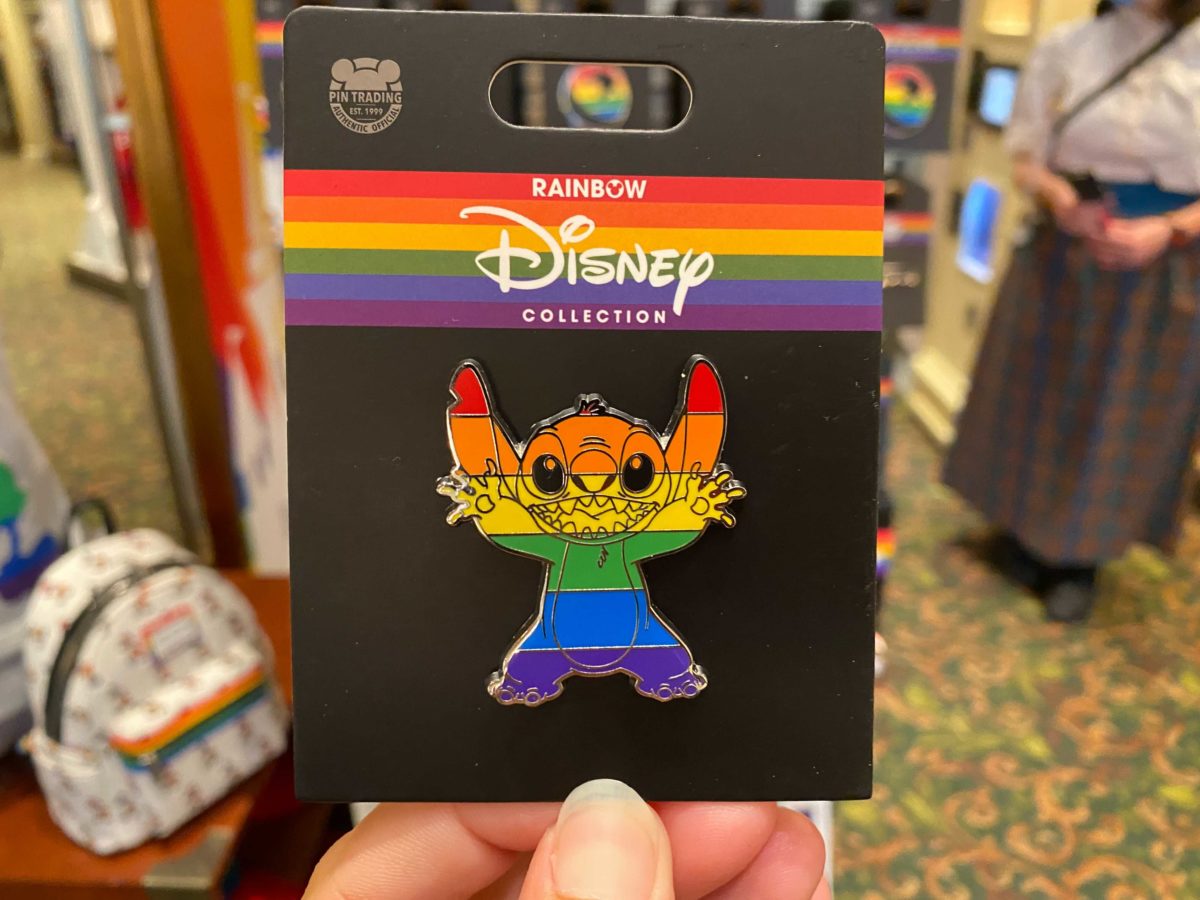 PIN TRADING
EST. 1999
AUTHENTIC OFFICIAL
RAINBOW
Disney
COLLECTION